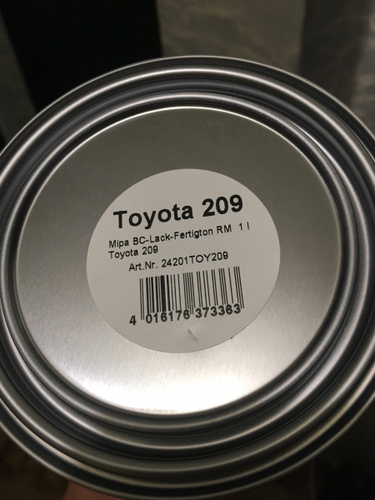 Toyota 209
Mipa BC-Lack-Fertigton RM 1 l
Toyota 209
Art.Nr. 24201TOY209
4 016176 373363